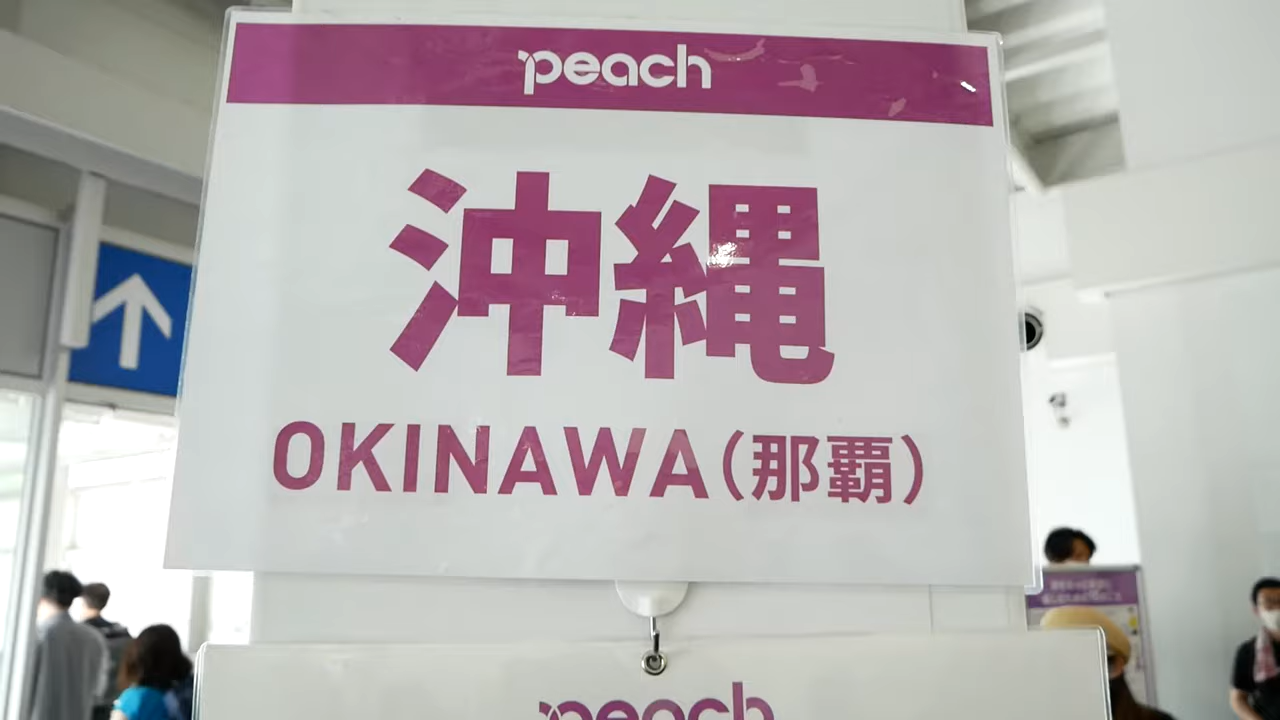 peach
沖縄
OKINAWA(那覇)
peach